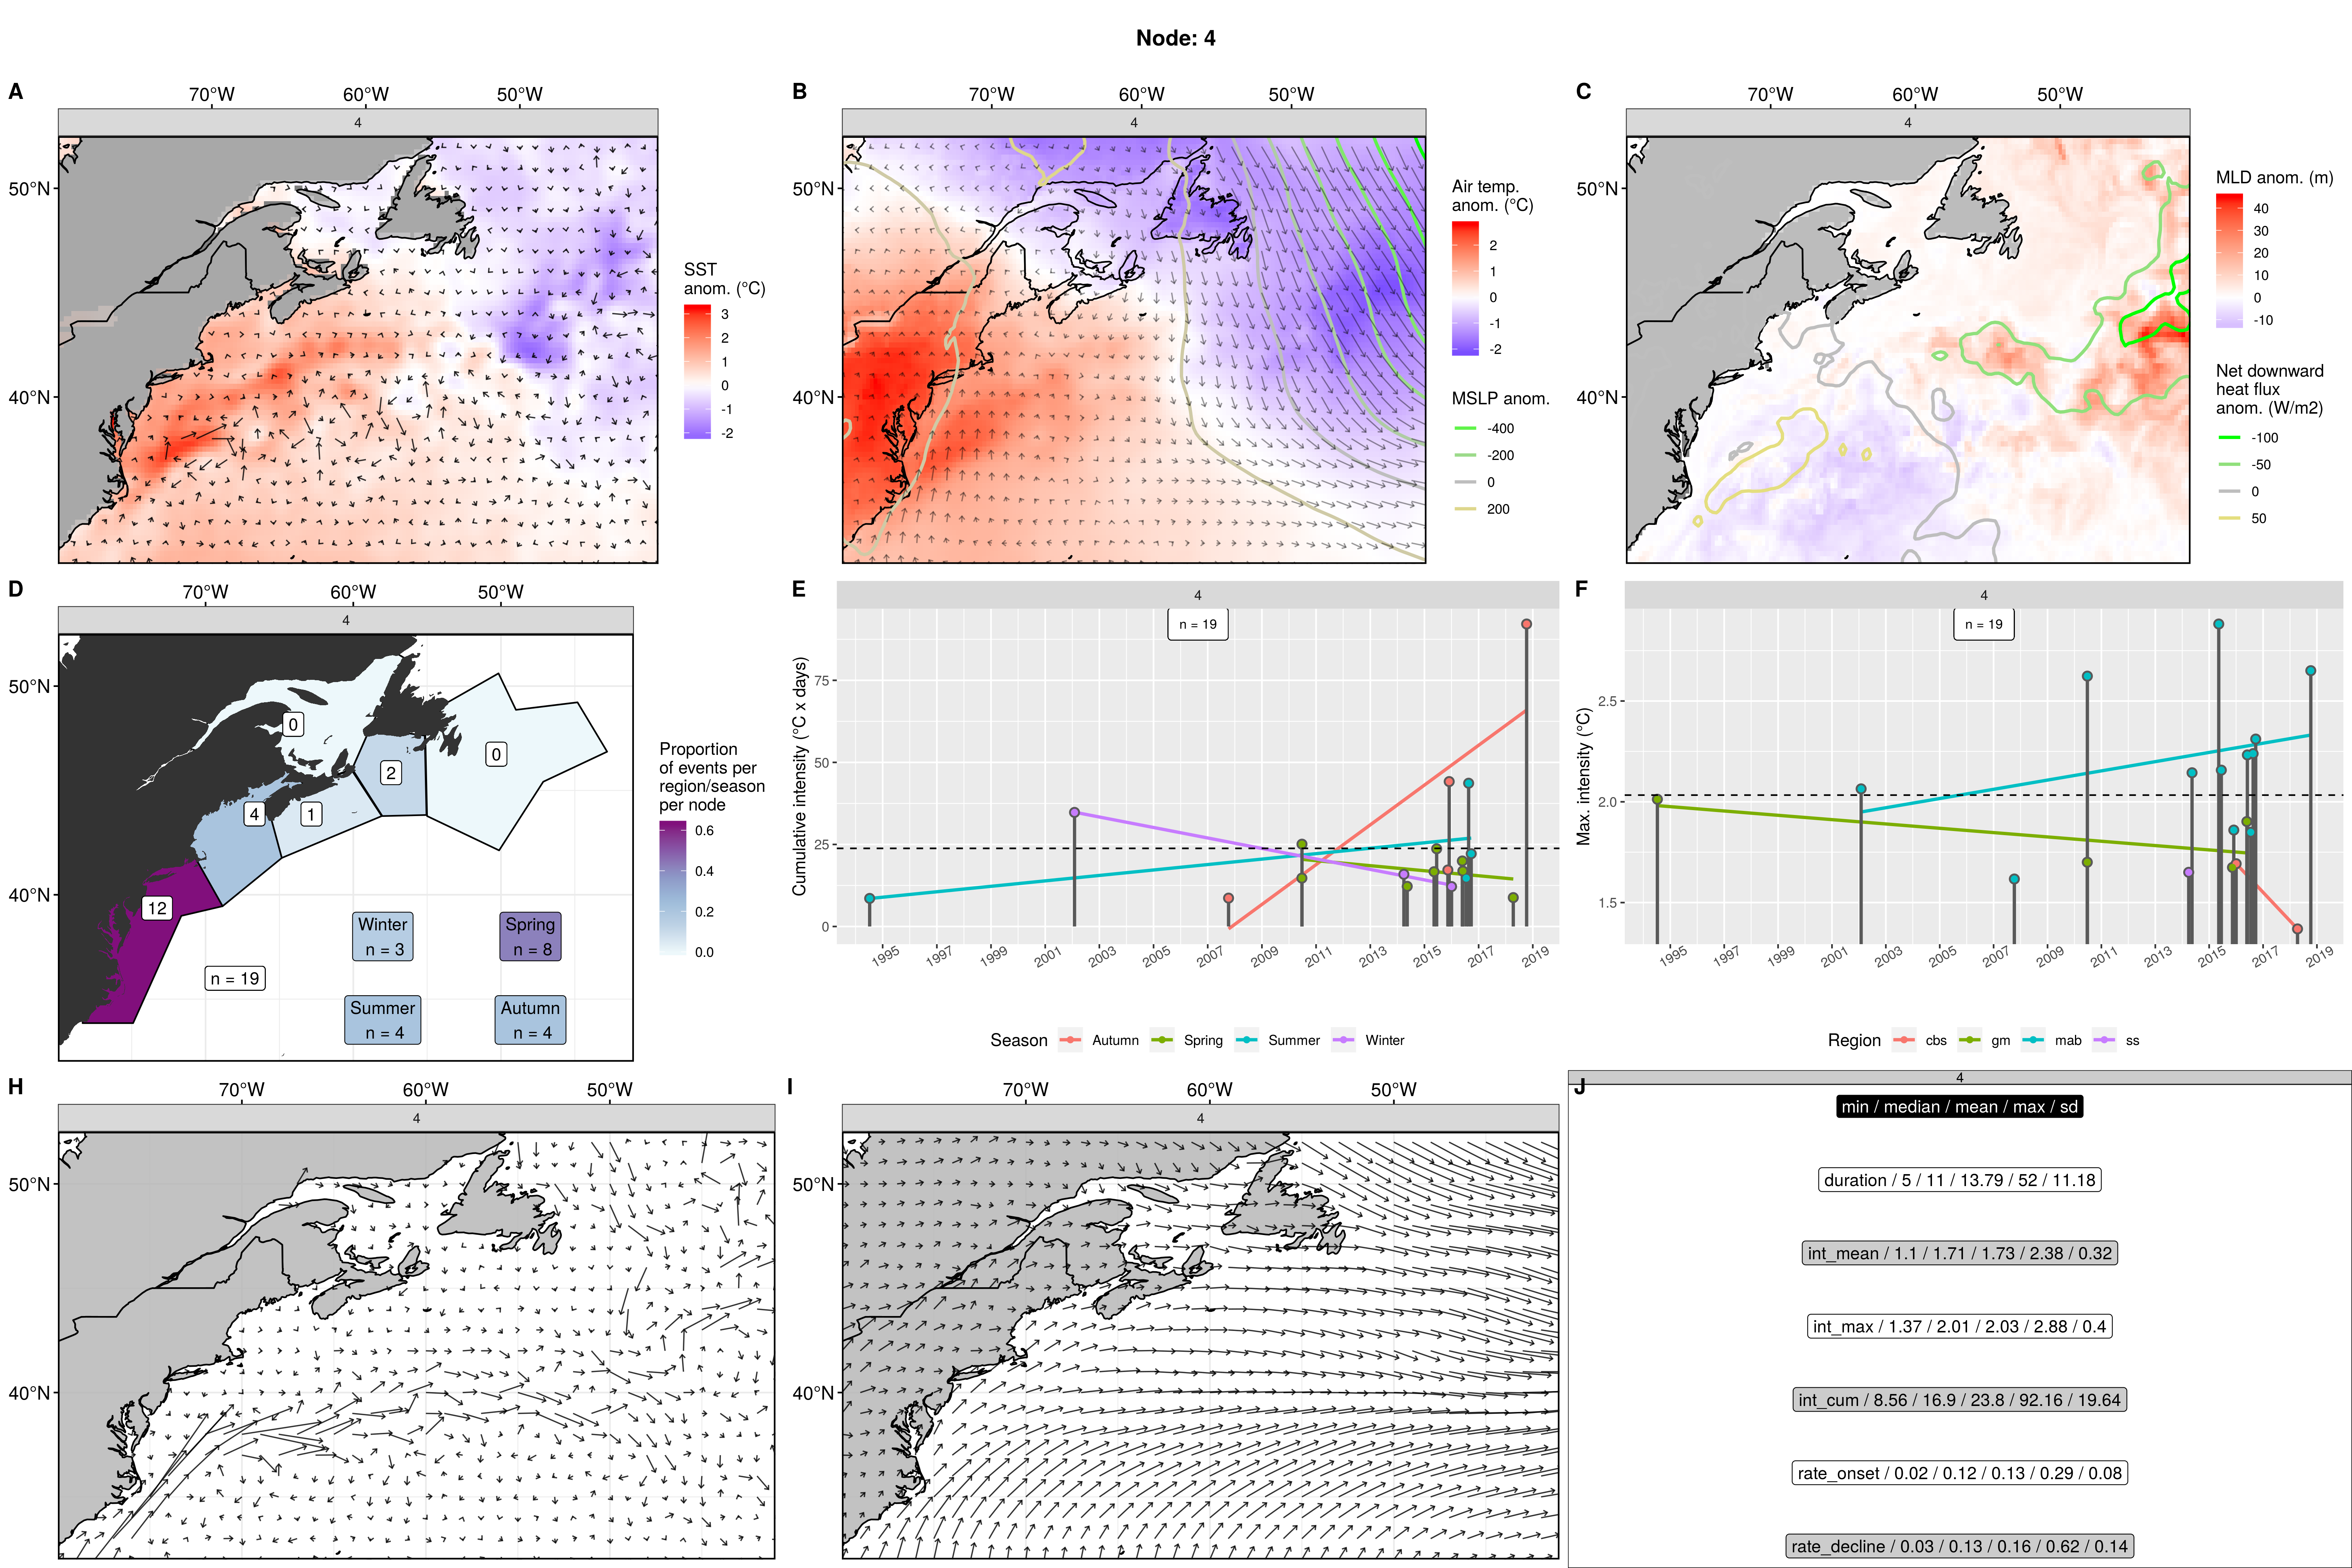 Node: 4
A
70°W
60°W
50°W
4
50°N
40°N
SST
anom. (°C)
3
2
1
0
-1
-2
B
70°W
60°W
50°W
4
50°N
40°N
Air temp.
anom. (°C)
2
1
0
-1
-2
MSLP anom.
-400
-200
0
200
C
70°W
60°W
50°W
4
50°N
40°N
MLD anom. (m)
40
30
20
10
0
-10
Net downward
heat flux
anom. (W/m2)
-100
-50
0
50
D
70°W
60°W
50°W
4
50°N
40°N
0
0
2
4
1
12
n = 19
Winter
n = 3
Spring
n = 8
Summer
n = 4
Autumn
n = 4
Proportion
of events per
region/season
per node
0.6
0.4
0.2
0.0
E
4
n = 19
Cumulative intensity (°C x days)
75
50
25
0
1995
1997
1999
2001
2003
2005
2007
2009
2011
2013
2015
2017
2019
Season
Autumn
Spring
Summer
Winter
F
4
n = 19
Max. intensity (°C)
2.5
2.0
1.5
1995
1997
1999
2001
2003
2005
2007
2009
2011
2013
2015
2017
2019
Region
cbs
gm
mab
ss
H
70°W
60°W
50°W
4
50°N
40°N
I
70°W
60°W
50°W
4
50°N
40°N
J
4
min / median / mean / max / sd
duration / 5 / 11 / 13.79 / 52 / 11.18
int_mean / 1.1 / 1.71 / 1.73 / 2.38 / 0.32
int_max / 1.37 / 2.01 / 2.03 / 2.88 / 0.4
int_cum / 8.56 / 16.9 / 23.8 / 92.16 / 19.64
rate_onset / 0.02 / 0.12 / 0.13 / 0.29 / 0.08
rate_decline / 0.03 / 0.13 / 0.16 / 0.62 / 0.14